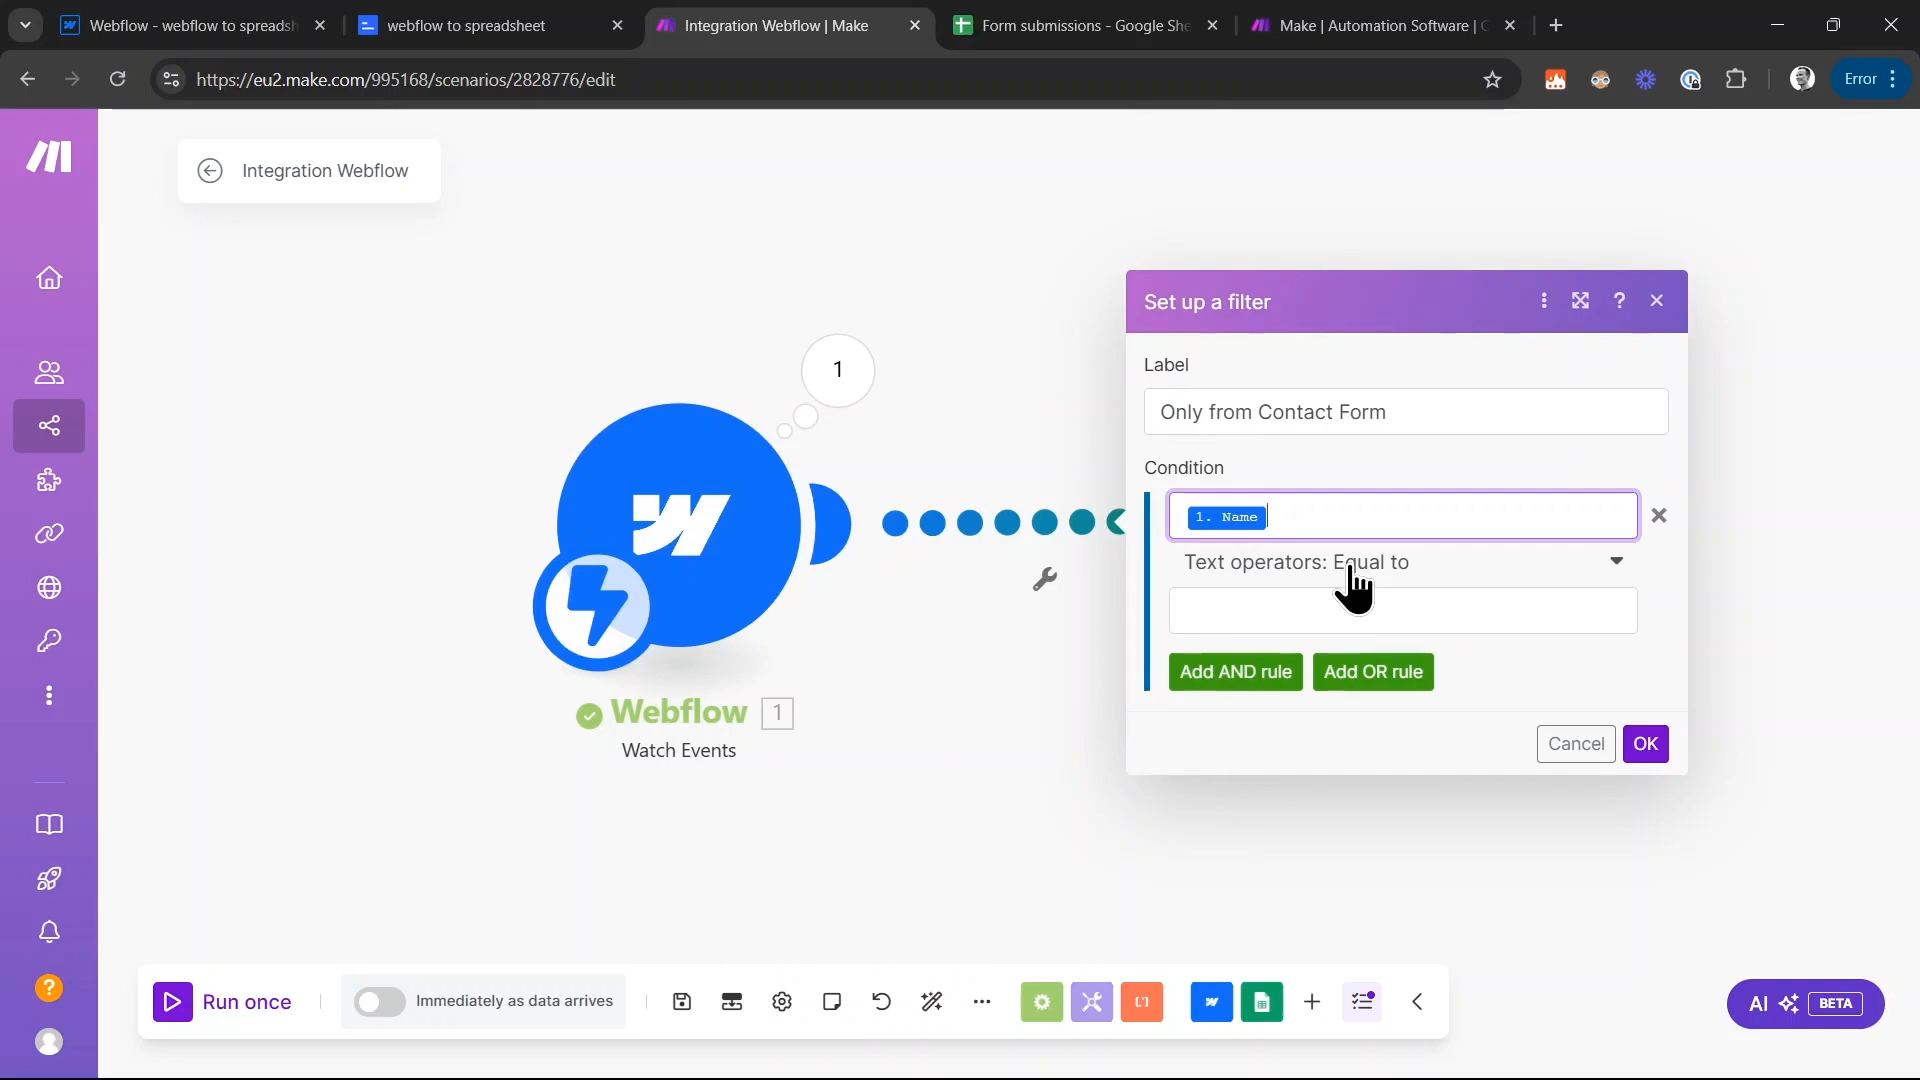 Webflow - webflow to spreadsh
webflow to spreadsheet
Integration Webflow | Make
Form submissions - Google She
Make | Automation Software | C
https://eu2.make.com/995168/scenarios/2828776/edit
Error
Integration Webflow
1
Webflow 1
Watch Events
Set up a filter
?
Label
Only from Contact Form
Condition
1. Name
Text operators: Equal to
Add AND rule
Add OR rule
Cancel
OK
?
Run once
Immediately as data arrives
AI BETA